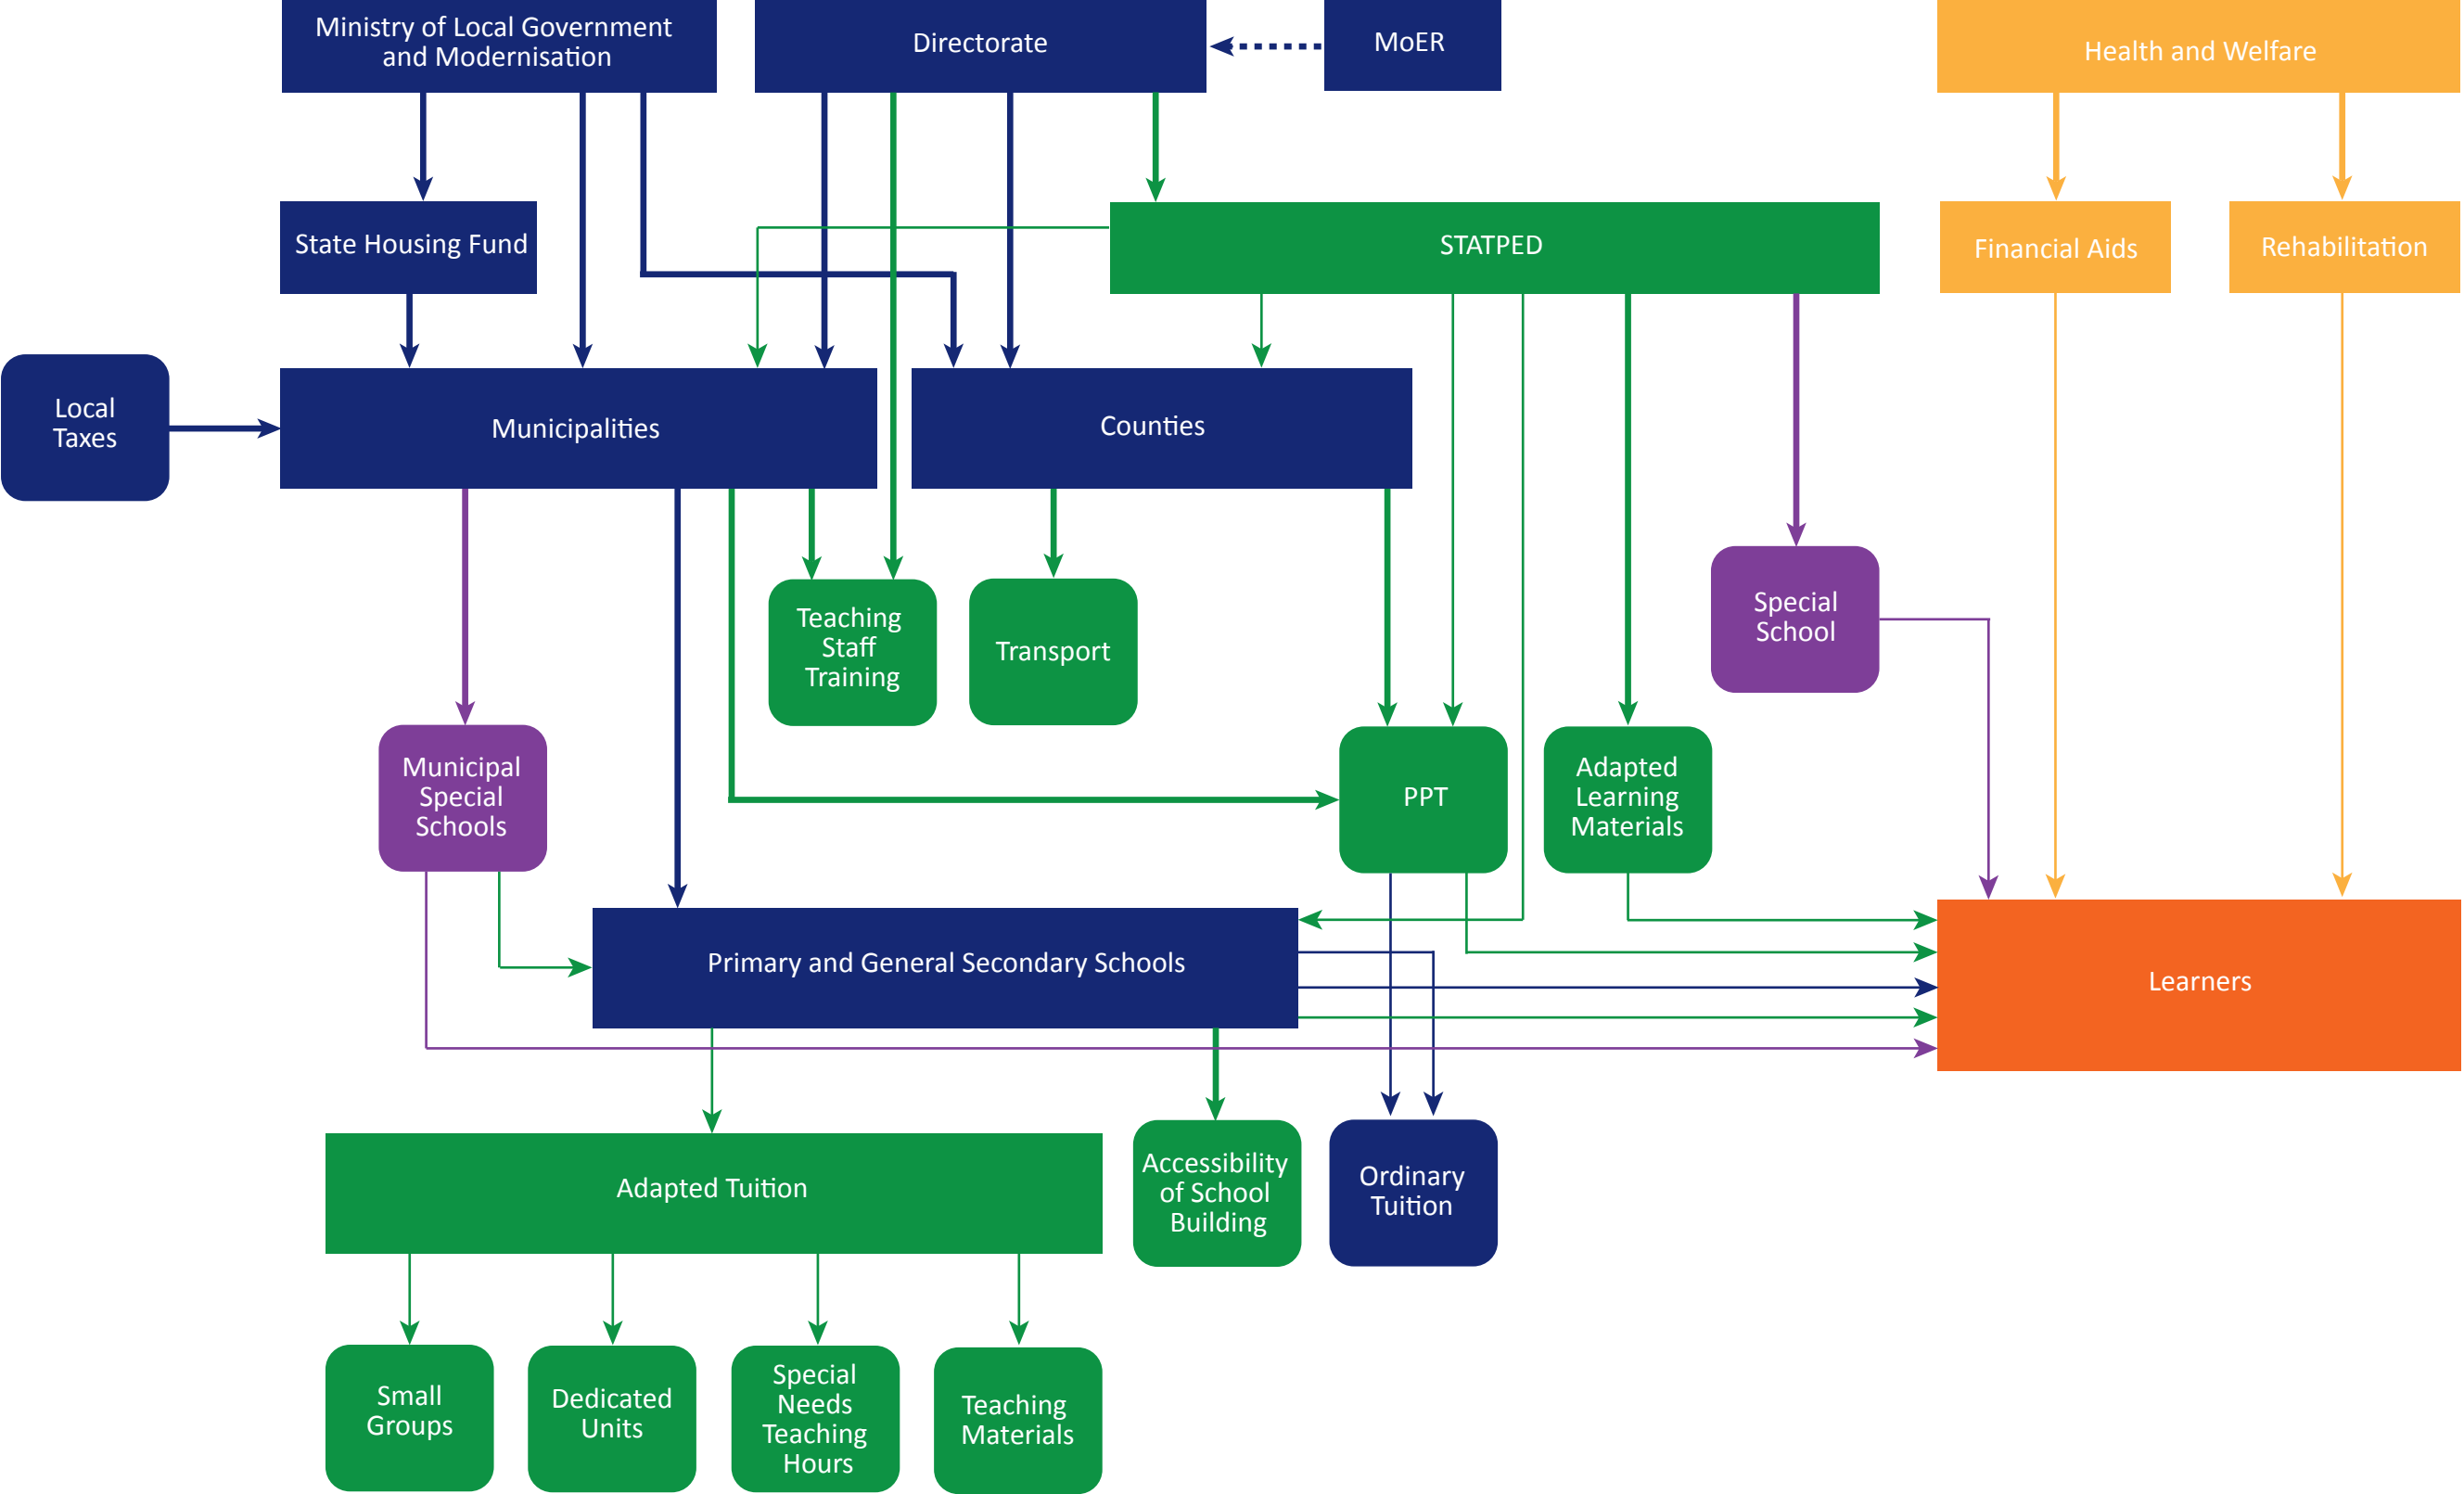 Ministry of Local Government
and Modernisation
Directorate
MoER
Health and Welfare
State Housing Fund
STATPED
Financial Aids
Rehabilitation
Local
Taxes
Municipalities
Counties
Teaching
Staff
Training
Transport
Special
School
Municipal
Special
Schools
PPT
Adapted
Learning
Materials
Primary and General Secondary Schools
Learners
Adapted Tuition
Accessibility
of School
Building
Ordinary
Tuition
Small
Groups
Dedicated
Units
Special
Needs
Teaching
Hours
Teaching
Materials